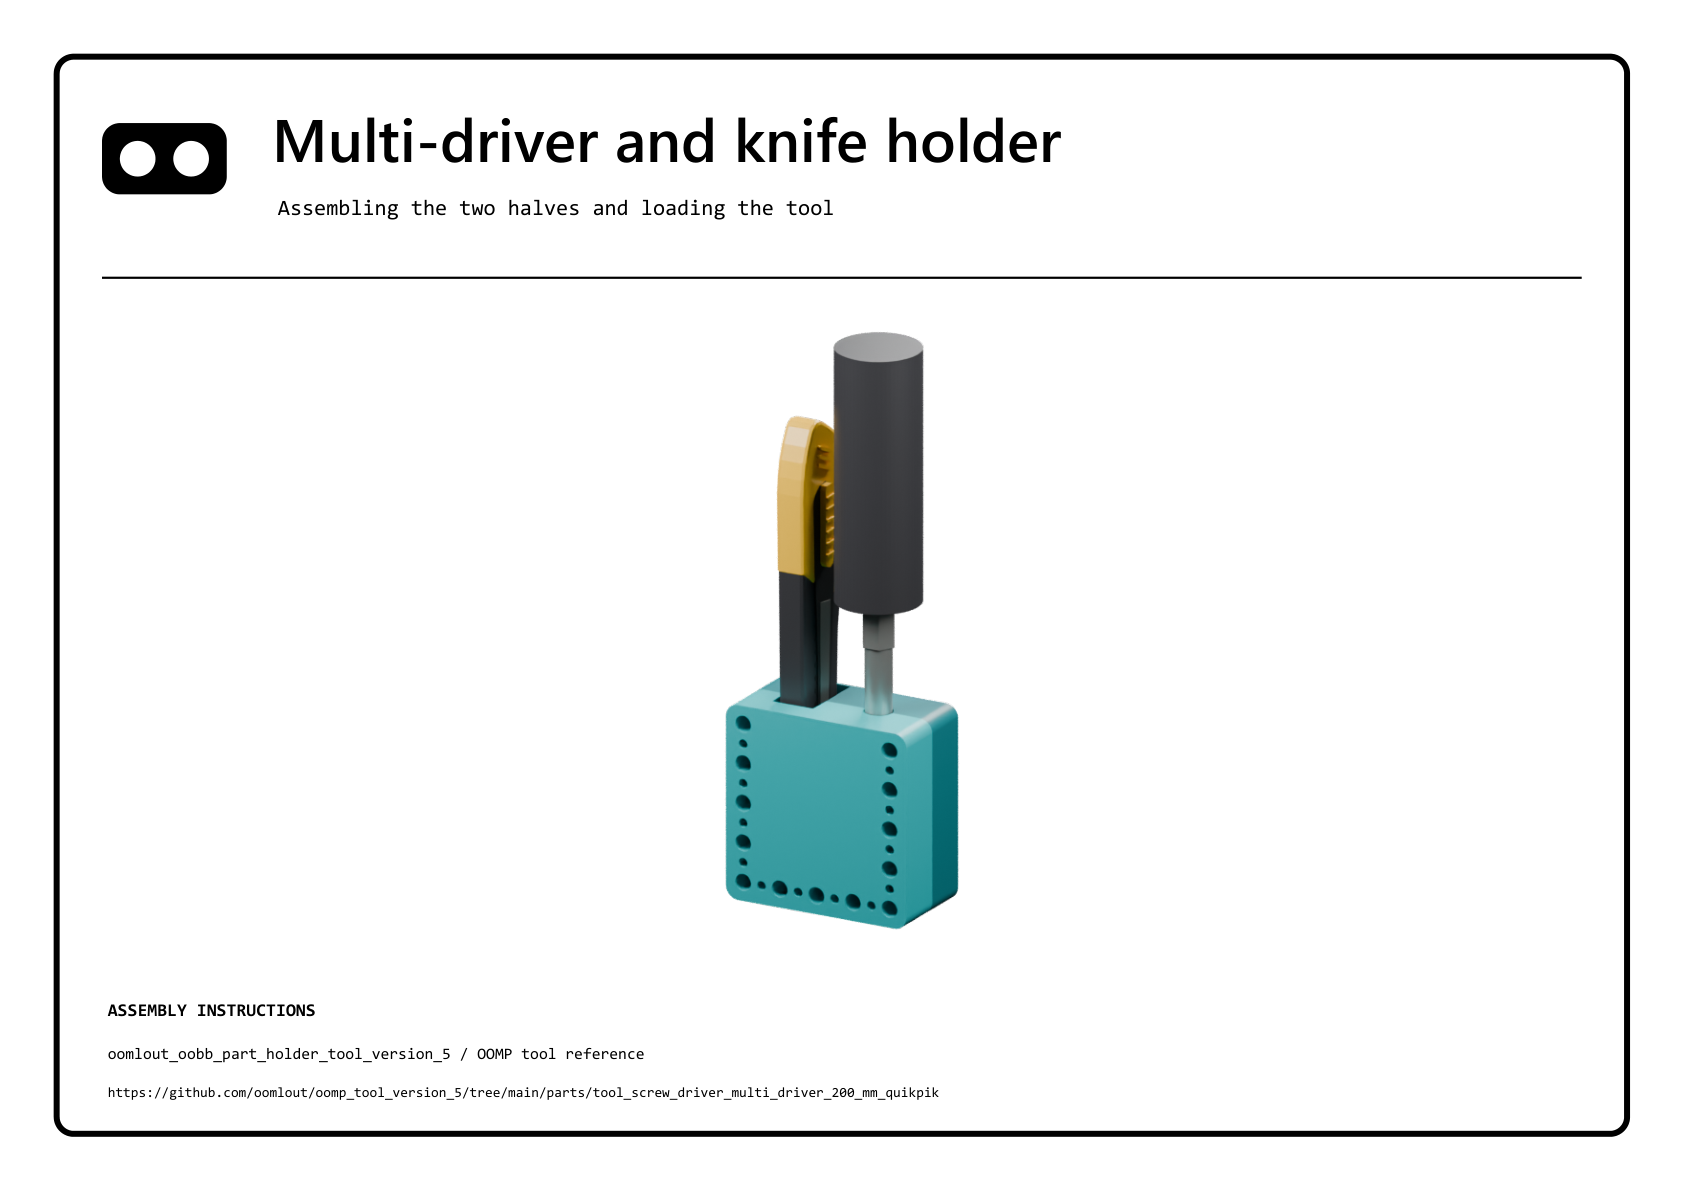 Multi-driver and knife holder
Assembling the two halves and loading the tool
ASSEMBLY INSTRUCTIONS
oomlout_oobb_part_holder_tool_version_5 / OOMP tool reference
https://github.com/oomlout/oomp_tool_version_5/tree/main/parts/tool_screw_driver_multi_driver_200_mm_quikpik